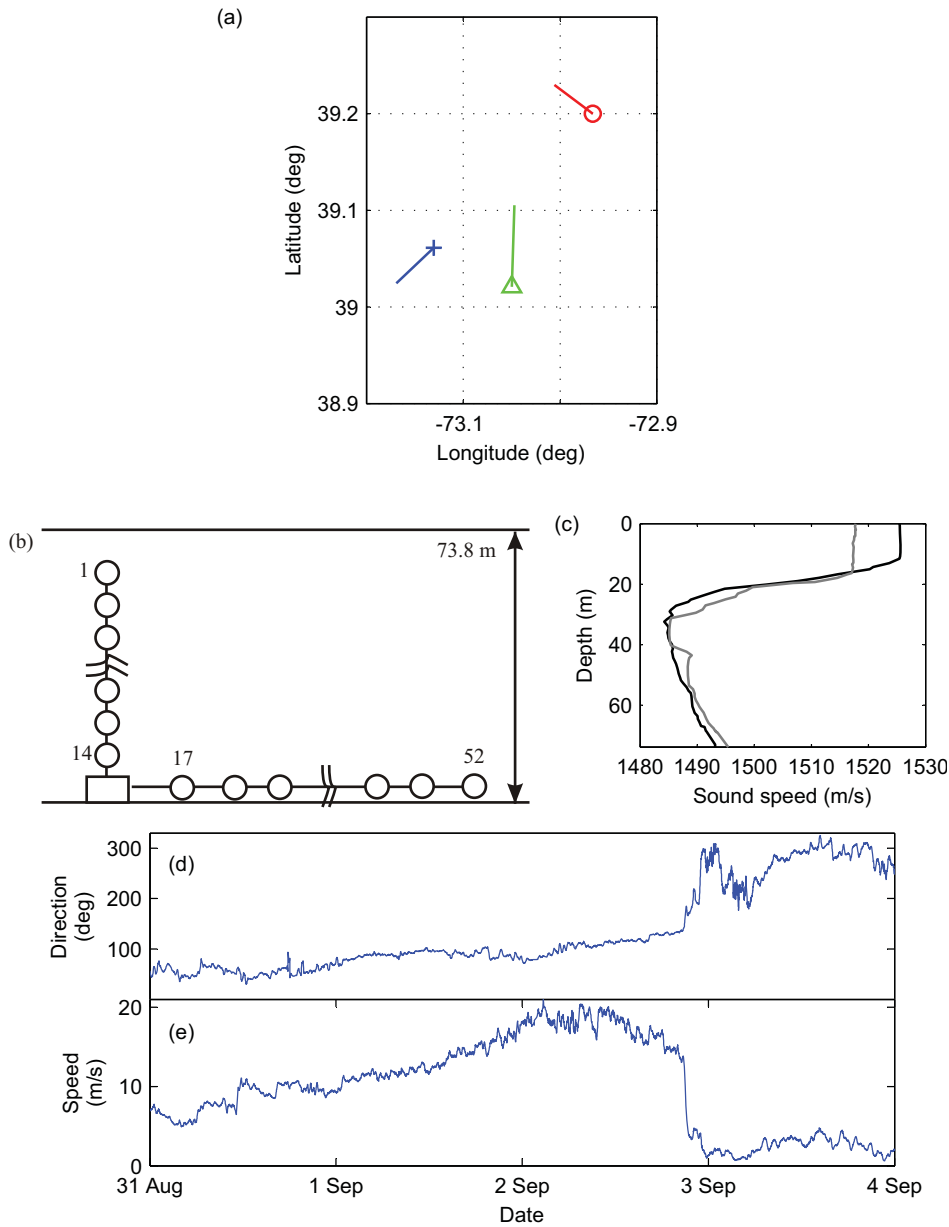 (a)
39.2
39.1
39
38.9
Latitude (deg)
-73.1
-72.9
Longitude (deg)
(b)
73.8 m
1
14
17
52
(c)
0
20
40
60
Depth (m)
1480 1490 1500 1510 1520 1530
Sound speed (m/s)
(d)
300
200
100
Direction
(deg)
(e)
20
10
0
Speed
(m/s)
31 Aug 1 Sep 2 Sep 3 Sep 4 Sep
Date